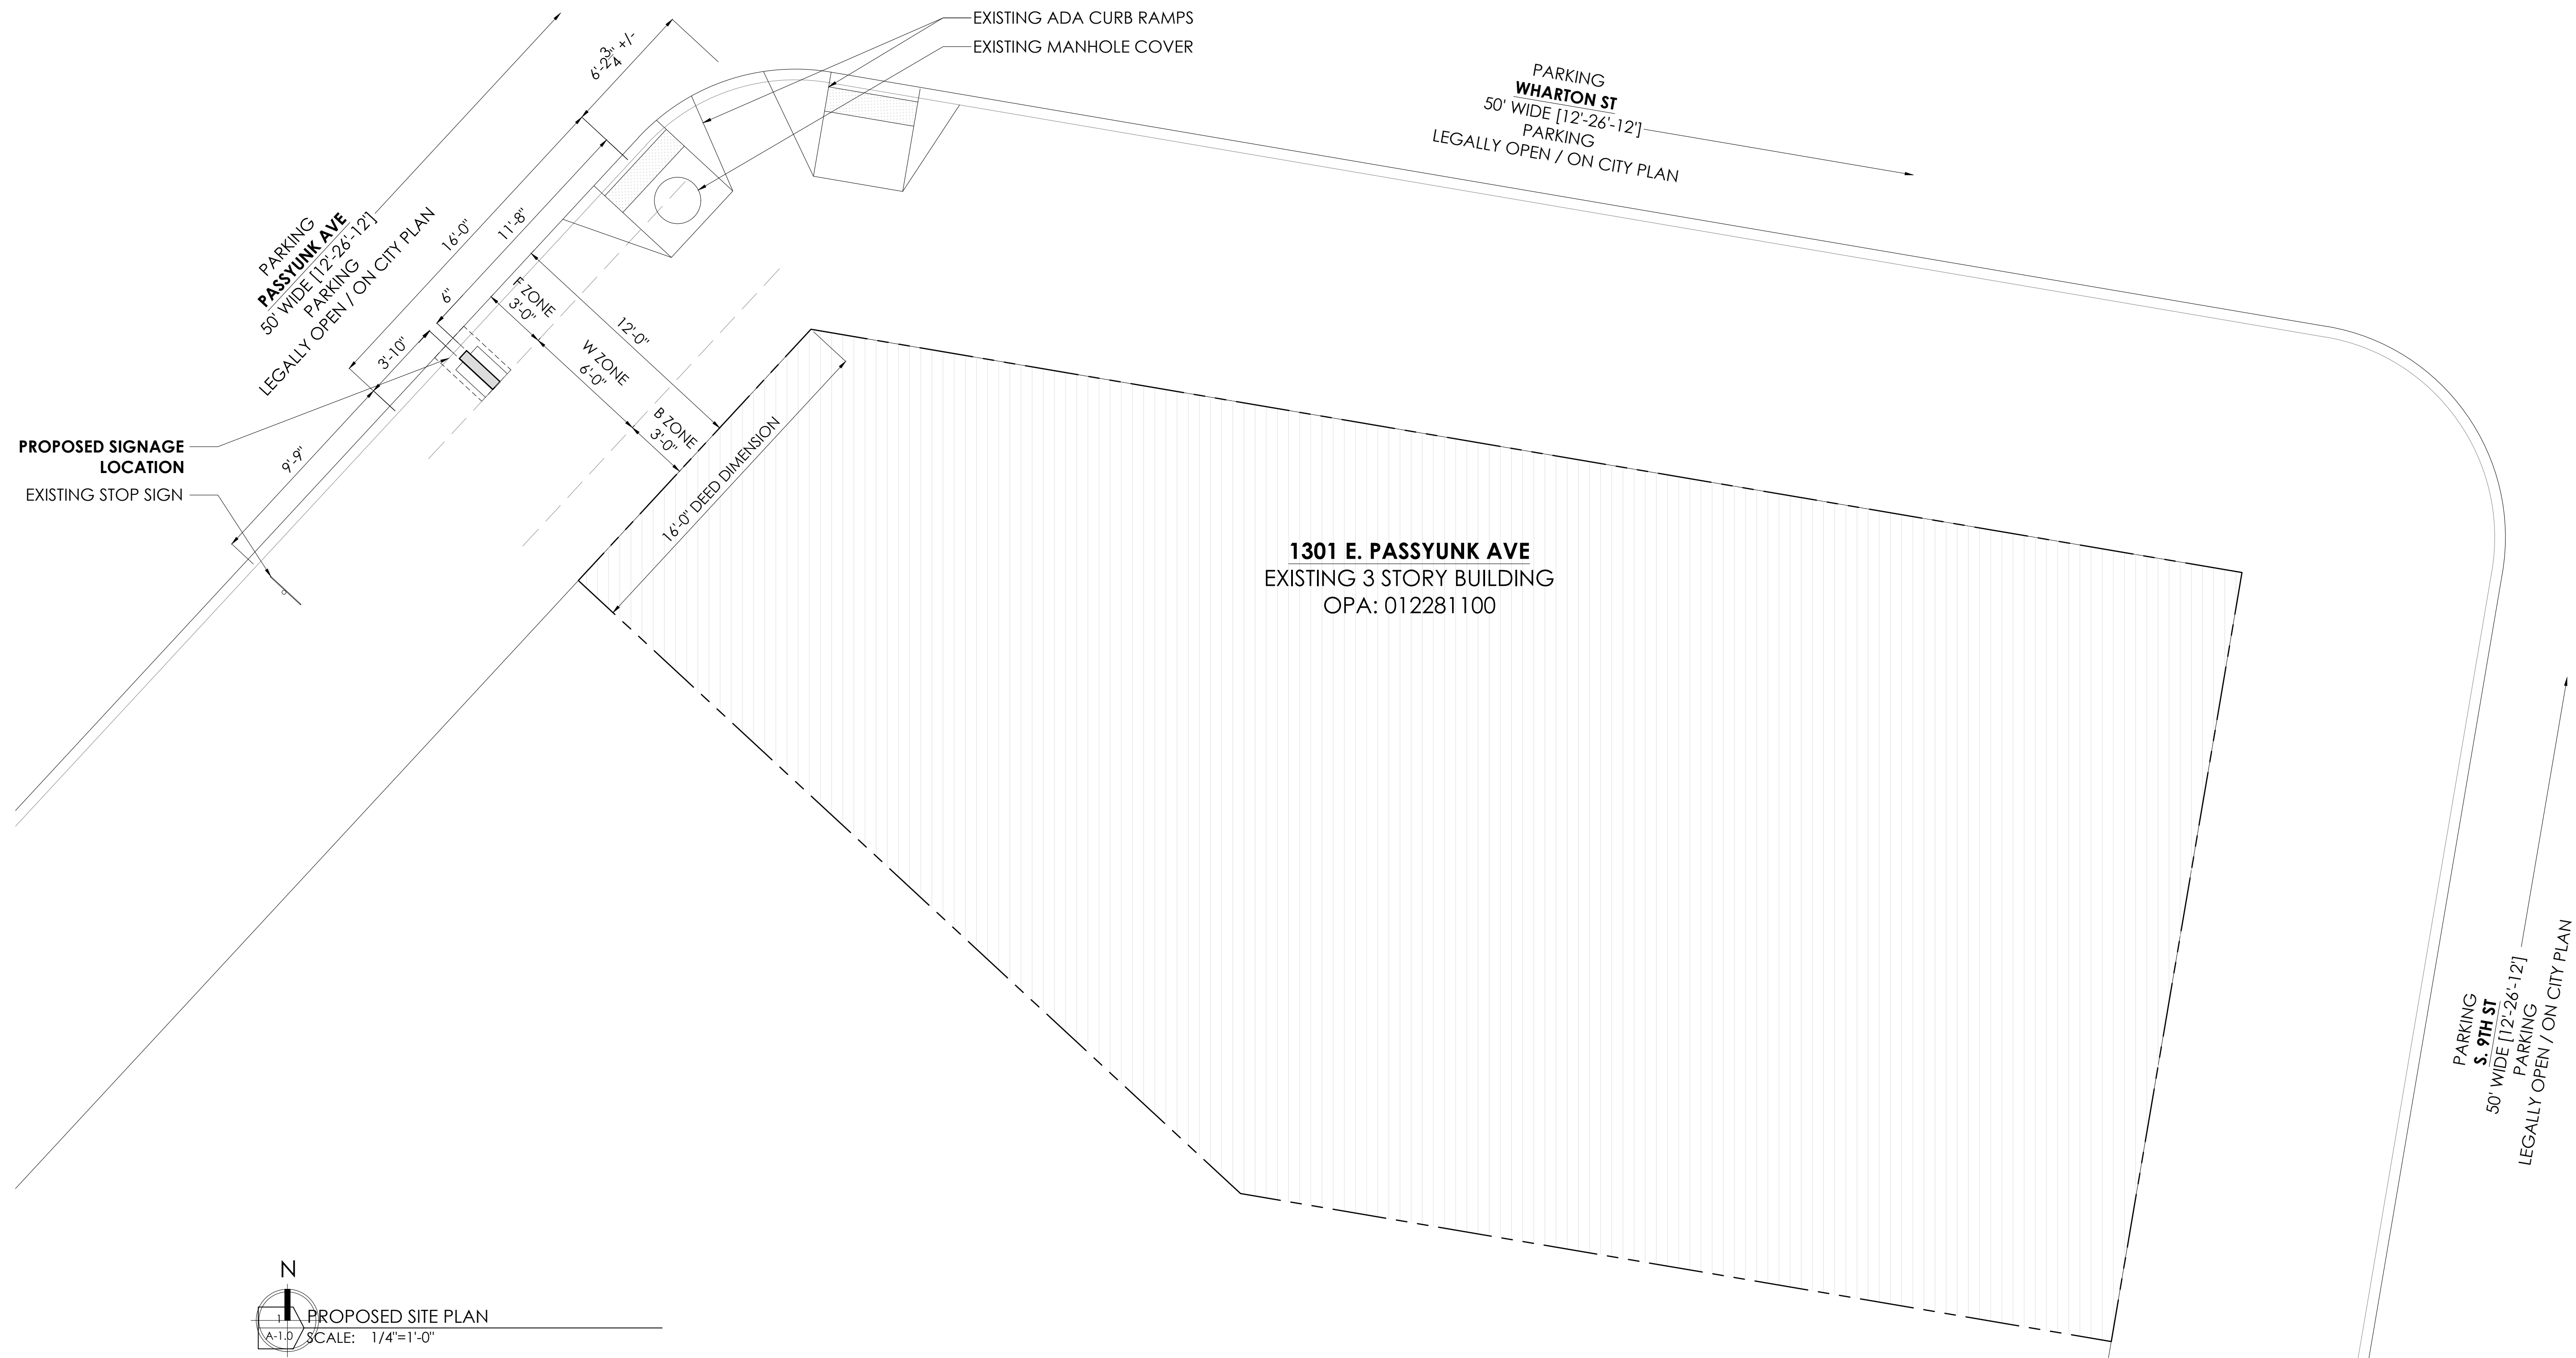 EXISTING ADA CURB RAMPS
EXISTING MANHOLE COVER
6'-2 3/4" +/-
PARKING
WHARTON ST
50' WIDE [12'-26'-12']
PARKING
LEGALLY OPEN / ON CITY PLAN
PARKING
PASSYUNK AVE
50' WIDE [12'-26'-12']
PARKING
LEGALLY OPEN / ON CITY PLAN
16'-0"
11'-8"
6"
3'-10"
9'-9"
F ZONE
3'-0"
12'-0"
W ZONE
6'-0"
B ZONE
3'-0"
16'-0" DEED DIMENSION
PROPOSED SIGNAGE
LOCATION
EXISTING STOP SIGN
1301 E. PASSYUNK AVE
EXISTING 3 STORY BUILDING
OPA: 012281100
PARKING
S. 9TH ST
50' WIDE [12'-26'-12']
PARKING
LEGALLY OPEN / ON CITY PLAN
N
1
PROPOSED SITE PLAN
A-1.0
SCALE: 1/4"=1'-0"